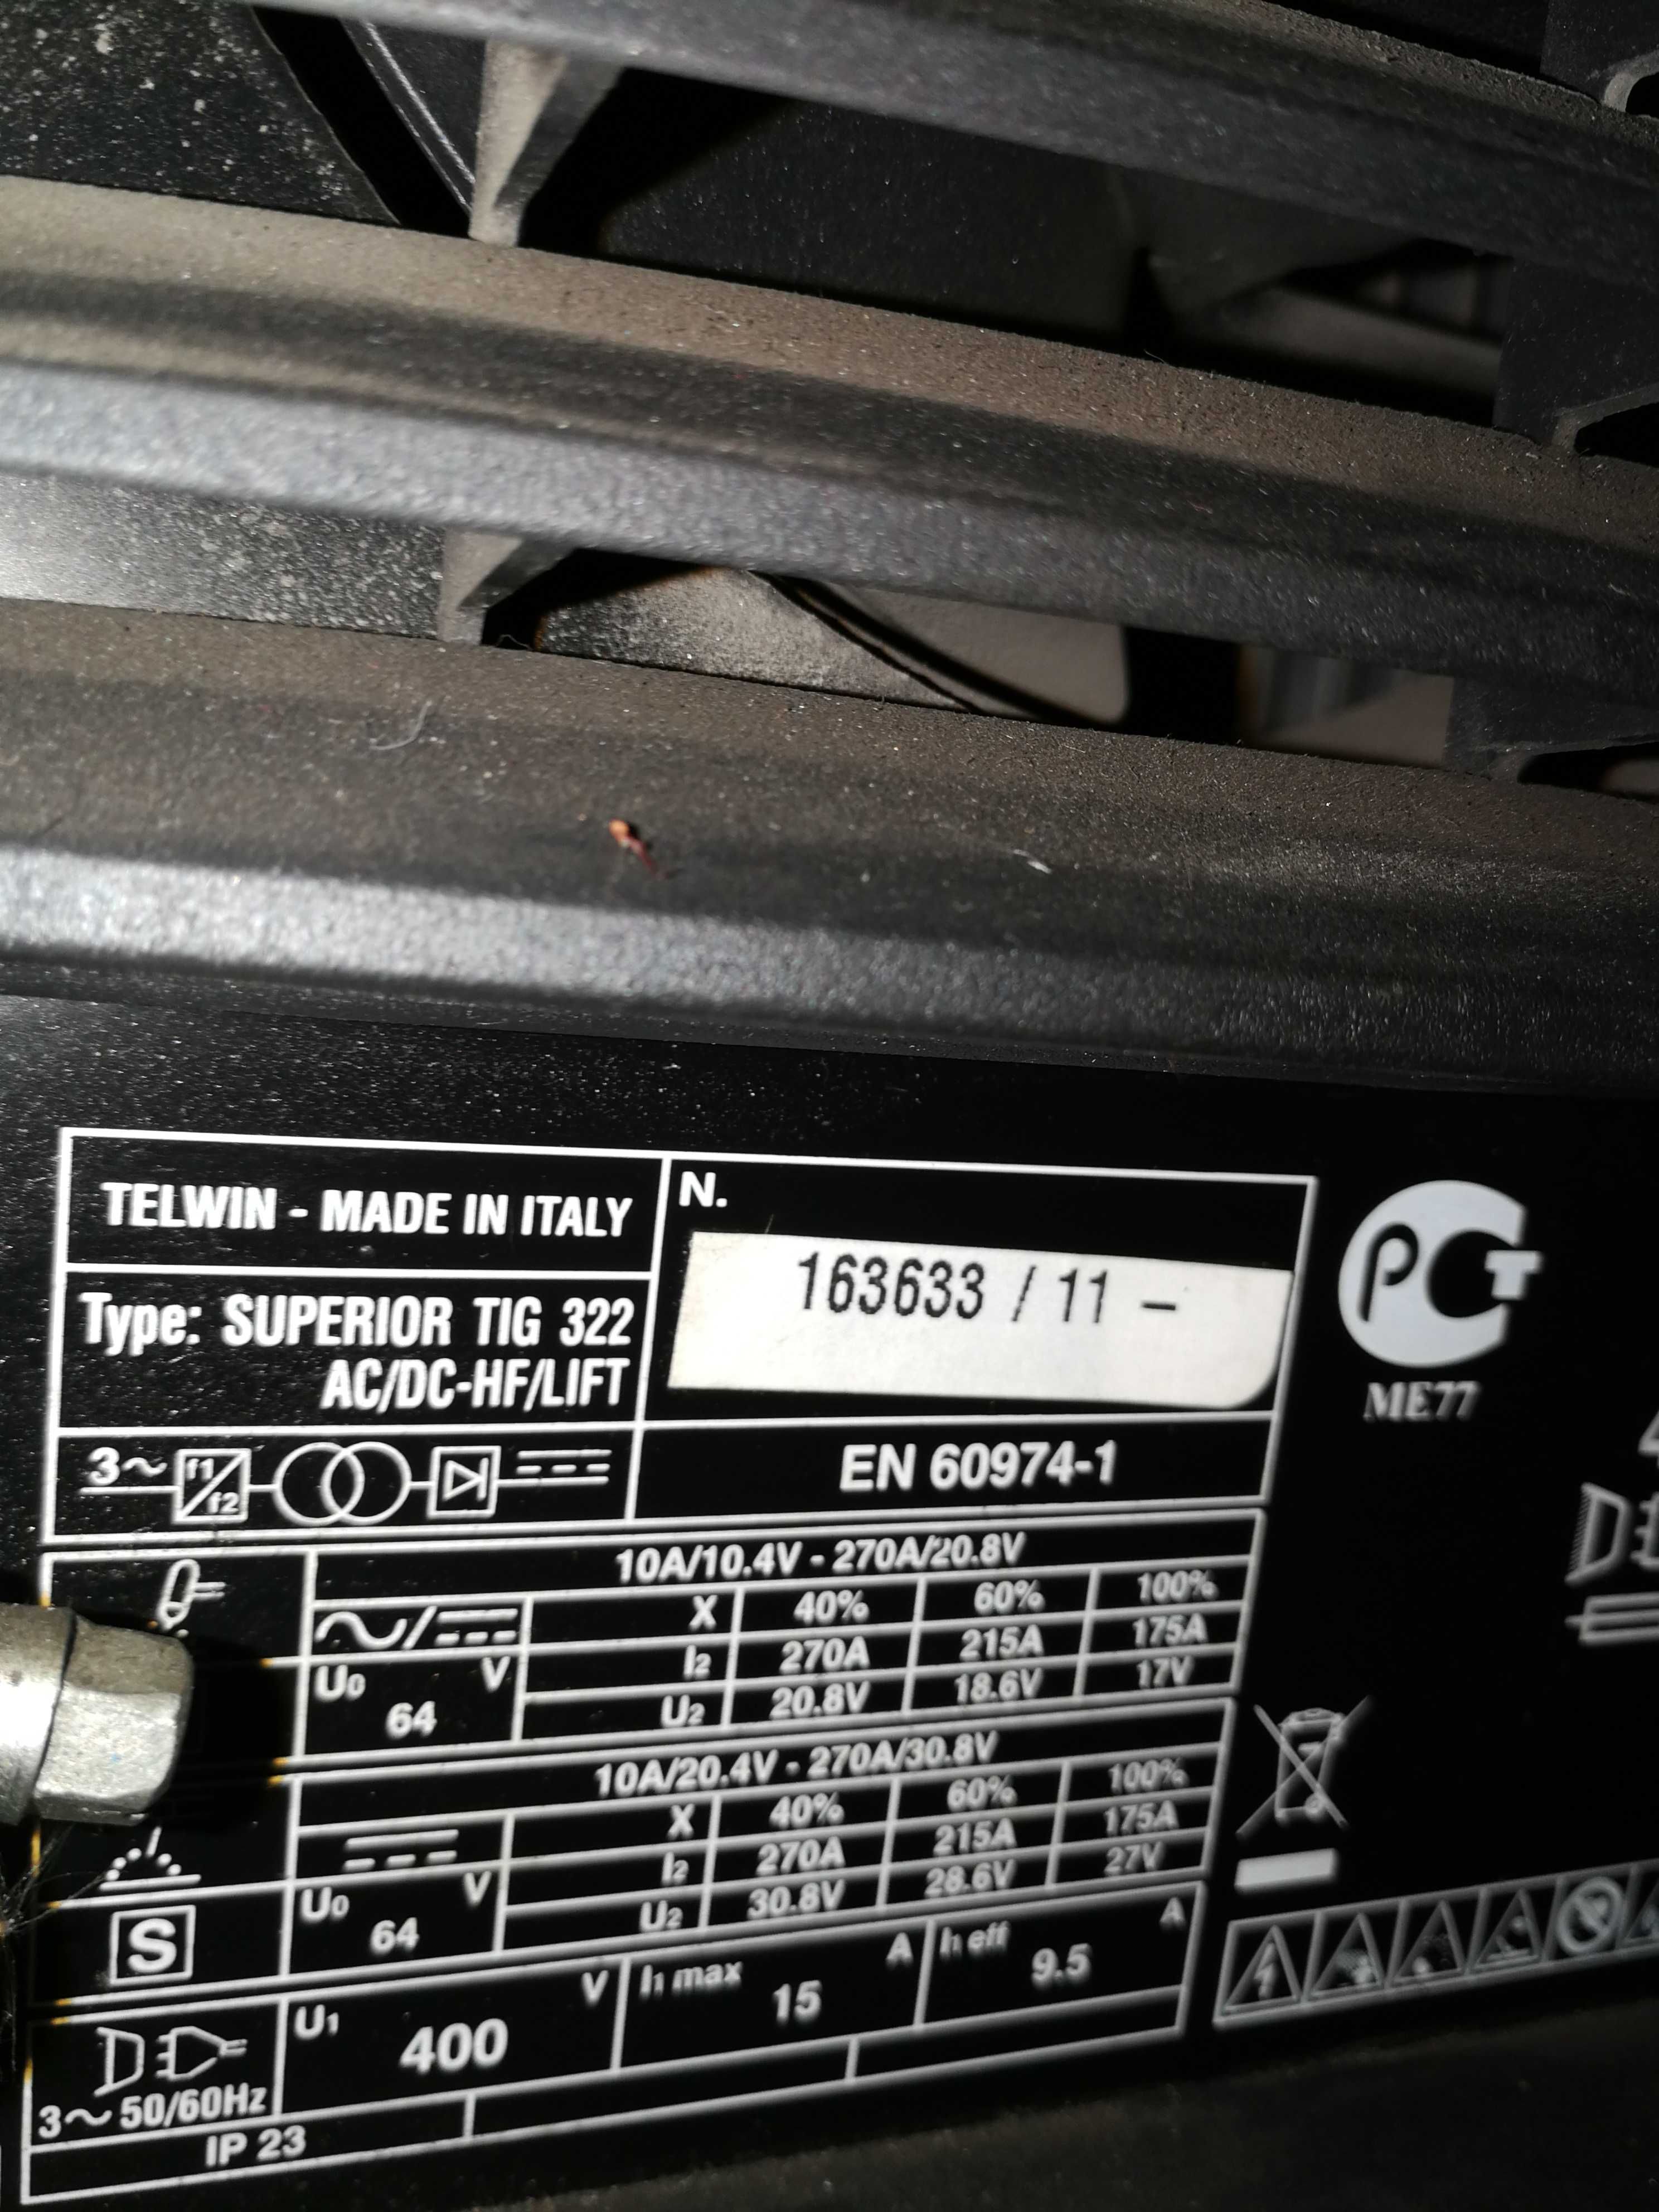 TELWIN - MADE IN ITALY
N.
163633 / 11 –
Type: SUPERIOR TIG 322
AC/DC-HF/LIFT
3~ f1/f2
EN 60974-1
PCT
ME77
4
10A/10.4V - 270A/20.8V
X 40% 60% 100%
I2 270A 215A 175A
U0 V 64
U2 20.8V 18.6V 17V
10A/20.4V - 270A/30.8V
X 40% 60% 100%
I2 270A 215A 175A
U0 V 64
U2 30.8V 28.6V 27V
S
U1 400 V
I1 max 15 A
I1 eff 9.5 A
3~ 50/60Hz
IP 23